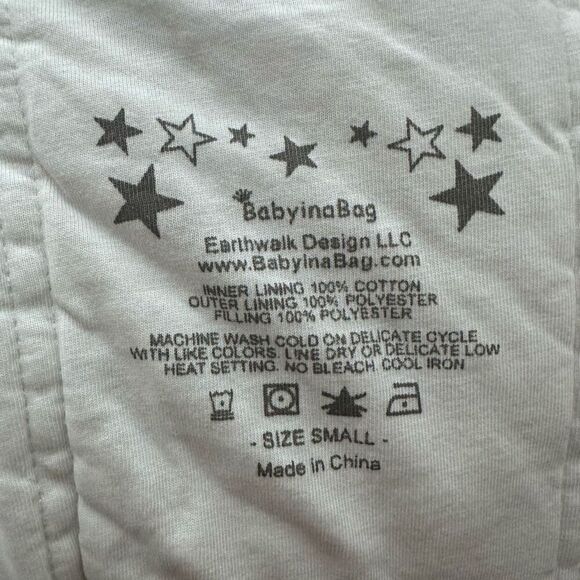 BabyinaBag
Earthwalk Design LLC
www.BabyInaBag.com
INNER LINING 100% COTTON
OUTER LINING 100% POLYESTER
FILLING 100% POLYESTER
MACHINE WASH COLD ON DELICATE CYCLE
WITH LIKE COLORS. LINE DRY OR DELICATE LOW
HEAT SETTING. NO BLEACH. COOL IRON
- SIZE SMALL -
Made in China